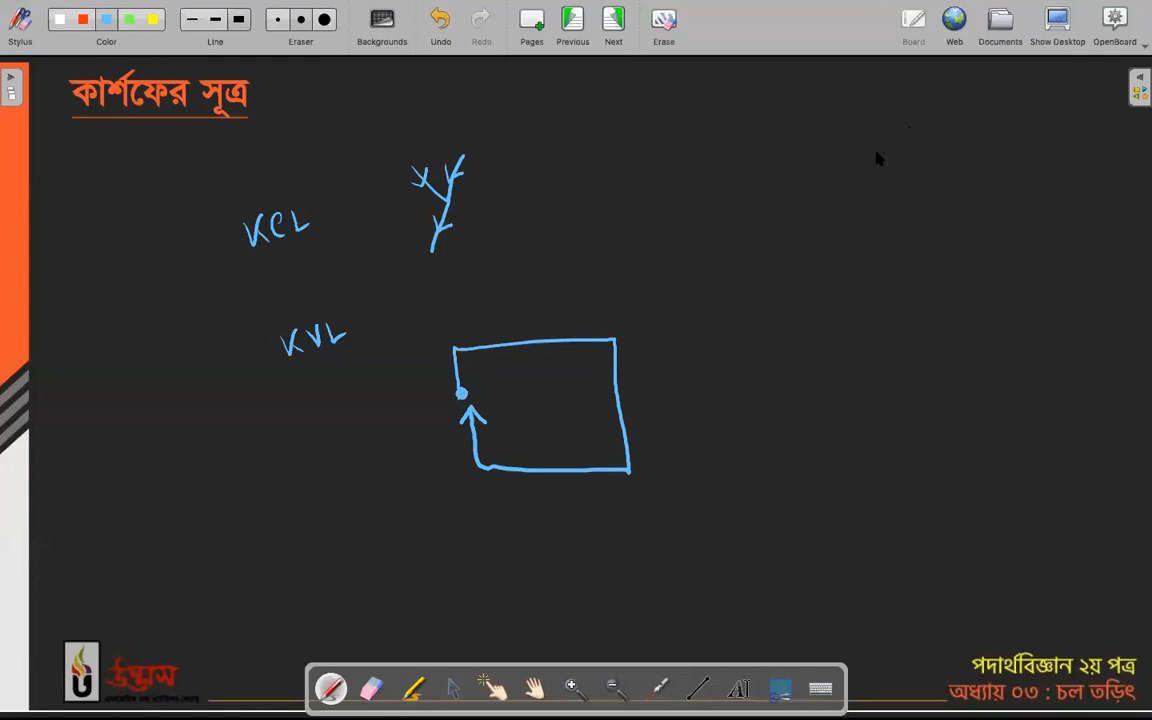 Stylus
Color
Line
Eraser
Backgrounds
Undo
Redo
Pages
Previous
Next
Erase
Board
Web
Documents
Show Desktop
OpenBoard
কার্শফের সূত্র
KCL
KVL
উদ্ভাস
পদার্থবিজ্ঞান ২য় পত্র
অধ্যায় ০৩ : চল তড়িৎ